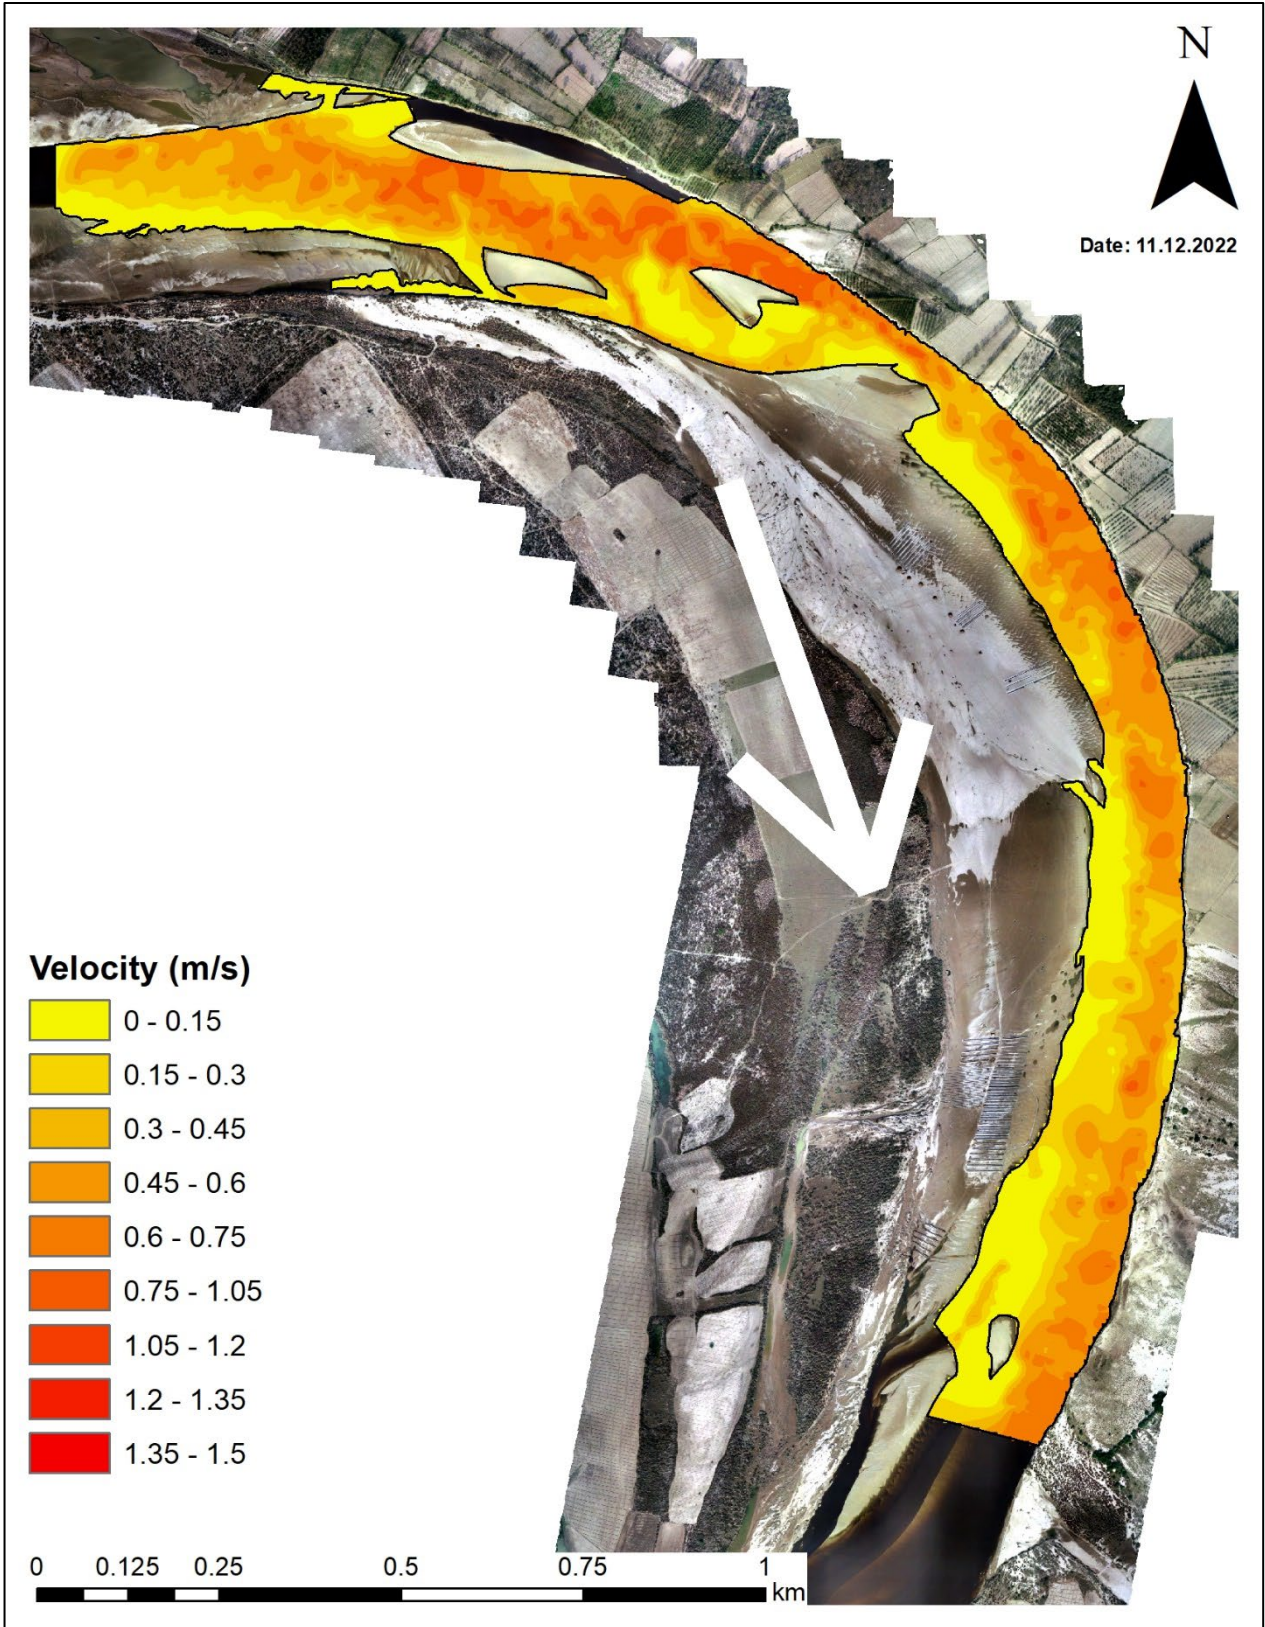 N
Date: 11.12.2022
Velocity (m/s)
0 - 0.15
0.15 - 0.3
0.3 - 0.45
0.45 - 0.6
0.6 - 0.75
0.75 - 1.05
1.05 - 1.2
1.2 - 1.35
1.35 - 1.5
0 0.125 0.25 0.5 0.75 1
km